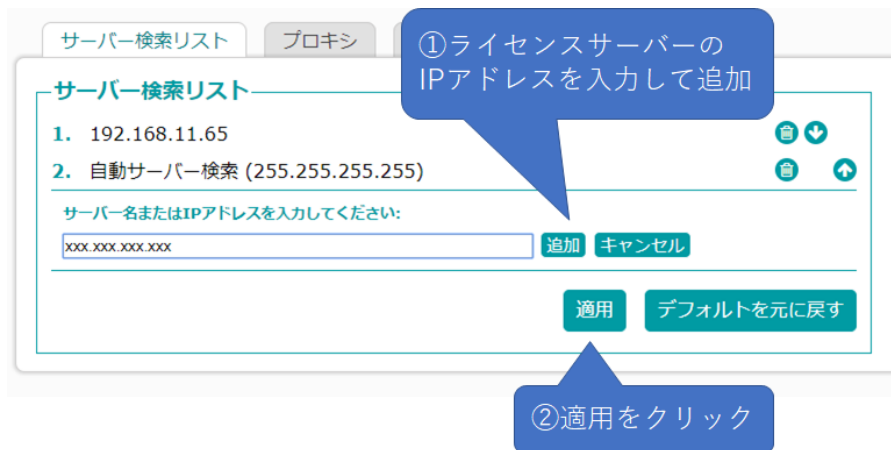 サーバー検索リスト
プロキシ
①ライセンスサーバーの
IPアドレスを入力して追加
サーバー検索リスト
1. 192.168.11.65
2. 自動サーバー検索 (255.255.255.255)
サーバー名またはIPアドレスを入力してください:
xxx.xxx.xxx.xxx 追加 キャンセル
適用 デフォルトを元に戻す
②適用をクリック